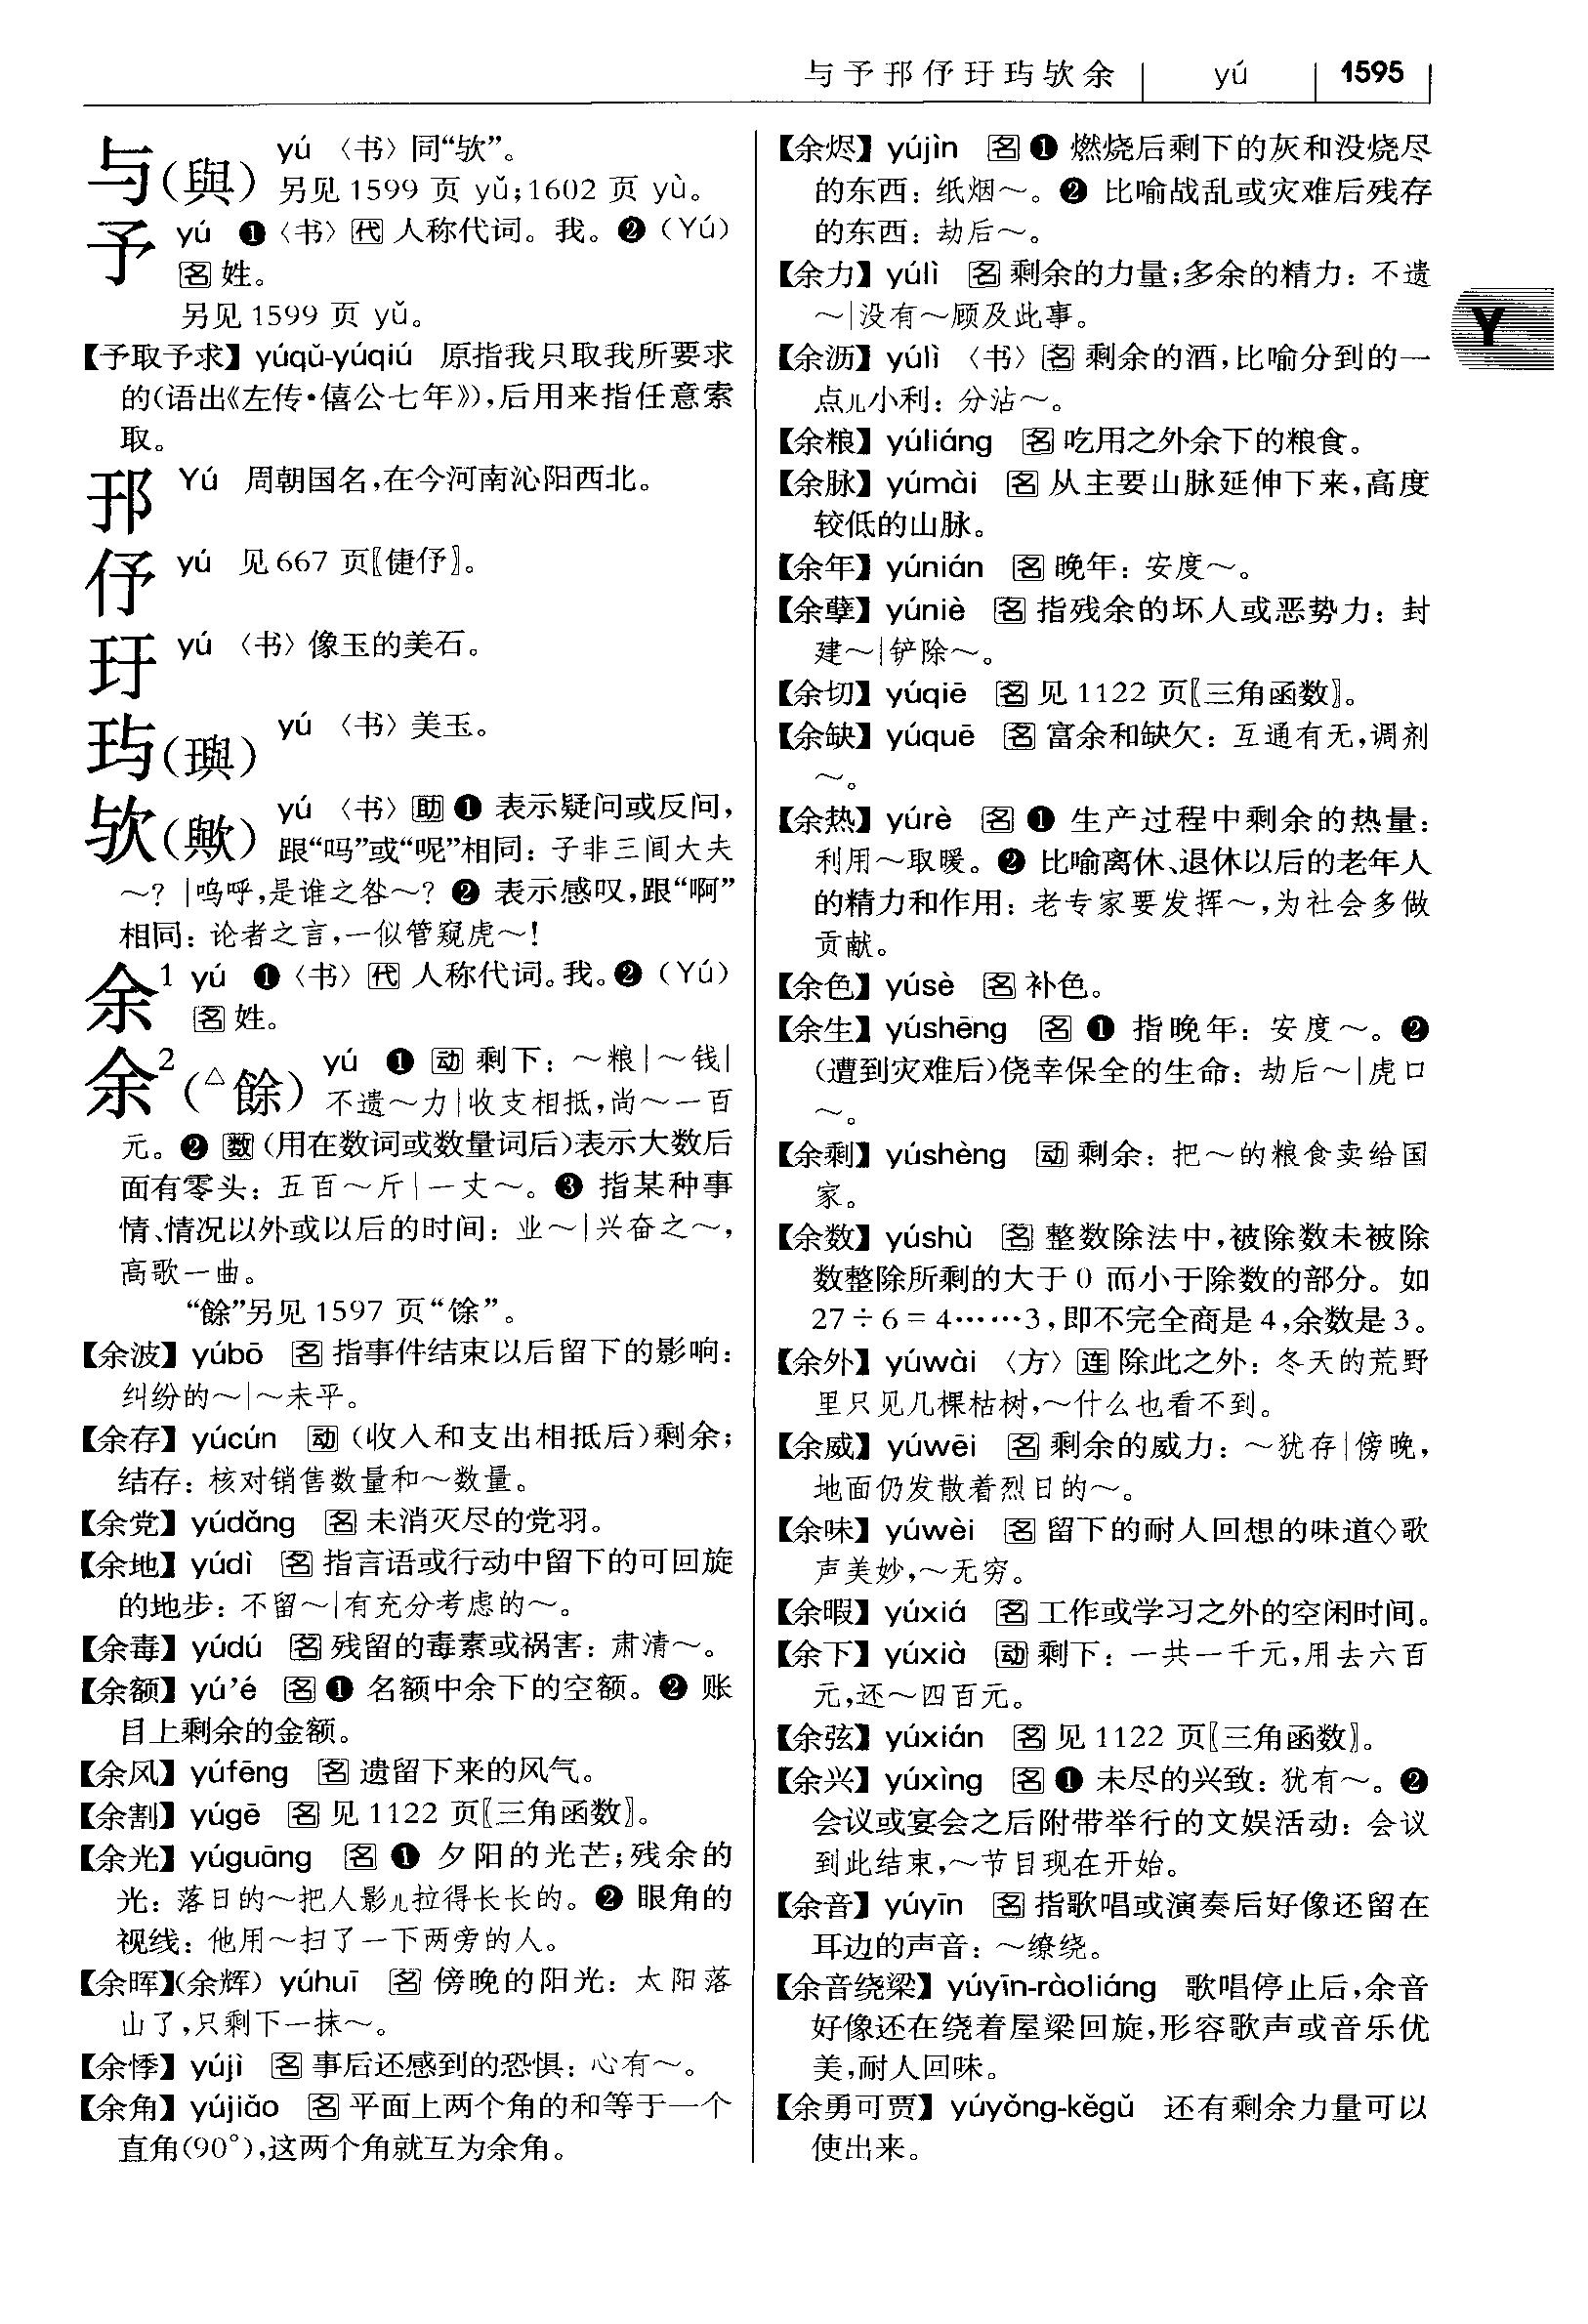 与予邘伃玗玙欤余 yú 1595
与(與) yú 〈书〉同“欤”。
另见1599 页 yǔ;1602 页 yù。
予 yú ❶〈书〉代 人称代词。我。❷（Yú）
名 姓。
另见1599 页 yǔ。
【予取予求】yúqǔ-yúqiú 原指我只取我所要求
的(语出《左传·僖公七年》),后用来指任意索
取。
邘 Yú 周朝国名,在今河南沁阳西北。
伃 yú 见667 页〖倢伃〗。
玗 yú 〈书〉像玉的美石。
玙(璵) yú 〈书〉美玉。
欤(歟) yú 〈书〉助 ❶ 表示疑问或反问,
跟“吗”或“呢”相同: 子非三闾大夫
～? |呜呼,是谁之咎～? ❷ 表示感叹,跟“啊”
相同: 论者之言,一似管窥虎～!
余1 yú ❶〈书〉代 人称代词。我。❷（Yú）
名 姓。
余2(△餘) yú ❶ 动 剩下: ～粮|～钱|
不遗～力|收支相抵,尚～一百
元。❷ 数 (用在数词或数量词后)表示大数后
面有零头: 五百～斤|一丈～。❸ 指某种事
情、情况以外或以后的时间: 业～|兴奋之～,
高歌一曲。
“餘”另见1597 页“馀”。
【余波】yúbō 名 指事件结束以后留下的影响:
纠纷的～|～未平。
【余存】yúcún 动 (收入和支出相抵后)剩余;
结存: 核对销售数量和～数量。
【余党】yúdǎng 名 未消灭尽的党羽。
【余地】yúdì 名 指言语或行动中留下的可回旋
的地步: 不留～|有充分考虑的～。
【余毒】yúdú 名 残留的毒素或祸害: 肃清～。
【余额】yú’é 名 ❶ 名额中余下的空额。❷ 账
目上剩余的金额。
【余风】yúfēng 名 遗留下来的风气。
【余割】yúgē 名 见1122 页〖三角函数〗。
【余光】yúguāng 名 ❶ 夕阳的光芒;残余的
光: 落日的～把人影儿拉得长长的。❷ 眼角的
视线: 他用～扫了一下两旁的人。
【余晖】(余辉) yúhuī 名 傍晚的阳光: 太阳落
山了,只剩下一抹～。
【余悸】yújì 名 事后还感到的恐惧: 心有～。
【余角】yújiǎo 名 平面上两个角的和等于一个
直角(90°),这两个角就互为余角。
【余烬】yújìn 名 ❶ 燃烧后剩下的灰和没烧尽
的东西: 纸烟～。❷ 比喻战乱或灾难后残存
的东西: 劫后～。
【余力】yúlì 名 剩余的力量;多余的精力: 不遗
～|没有～顾及此事。
【余沥】yúlì 〈书〉名 剩余的酒,比喻分到的一
点儿小利: 分沾～。
【余粮】yúliáng 名 吃用之外余下的粮食。
【余脉】yúmài 名 从主要山脉延伸下来,高度
较低的山脉。
【余年】yúnián 名 晚年: 安度～。
【余孽】yúniè 名 指残余的坏人或恶势力: 封
建～|铲除～。
【余切】yúqiē 名 见1122 页〖三角函数〗。
【余缺】yúquē 名 富余和缺欠: 互通有无,调剂
～。
【余热】yúrè 名 ❶ 生产过程中剩余的热量:
利用～取暖。❷ 比喻离休、退休以后的老年人
的精力和作用: 老专家要发挥～,为社会多做
贡献。
【余色】yúsè 名 补色。
【余生】yúshēng 名 ❶ 指晚年: 安度～。❷
(遭到灾难后)侥幸保全的生命: 劫后～|虎口
～。
【余剩】yúshèng 动 剩余: 把～的粮食卖给国
家。
【余数】yúshù 名 整数除法中,被除数未被除
数整除所剩的大于0 而小于除数的部分。如
27÷6=4……3,即不完全商是4,余数是3。
【余外】yúwài 〈方〉连 除此之外: 冬天的荒野
里只见几棵枯树,～什么也看不到。
【余威】yúwēi 名 剩余的威力: ～犹存|傍晚,
地面仍发散着烈日的～。
【余味】yúwèi 名 留下的耐人回想的味道◇歌
声美妙,～无穷。
【余暇】yúxiá 名 工作或学习之外的空闲时间。
【余下】yúxià 动 剩下: 一共一千元,用去六百
元,还～四百元。
【余弦】yúxián 名 见1122 页〖三角函数〗。
【余兴】yúxìng 名 ❶ 未尽的兴致: 犹有～。❷
会议或宴会之后附带举行的文娱活动: 会议
到此结束,～节目现在开始。
【余音】yúyīn 名 指歌唱或演奏后好像还留在
耳边的声音: ～缭绕。
【余音绕梁】yúyīn-ràoliáng 歌唱停止后,余音
好像还在绕着屋梁回旋,形容歌声或音乐优
美,耐人回味。
【余勇可贾】yúyǒng-kěgǔ 还有剩余力量可以
使出来。
Y